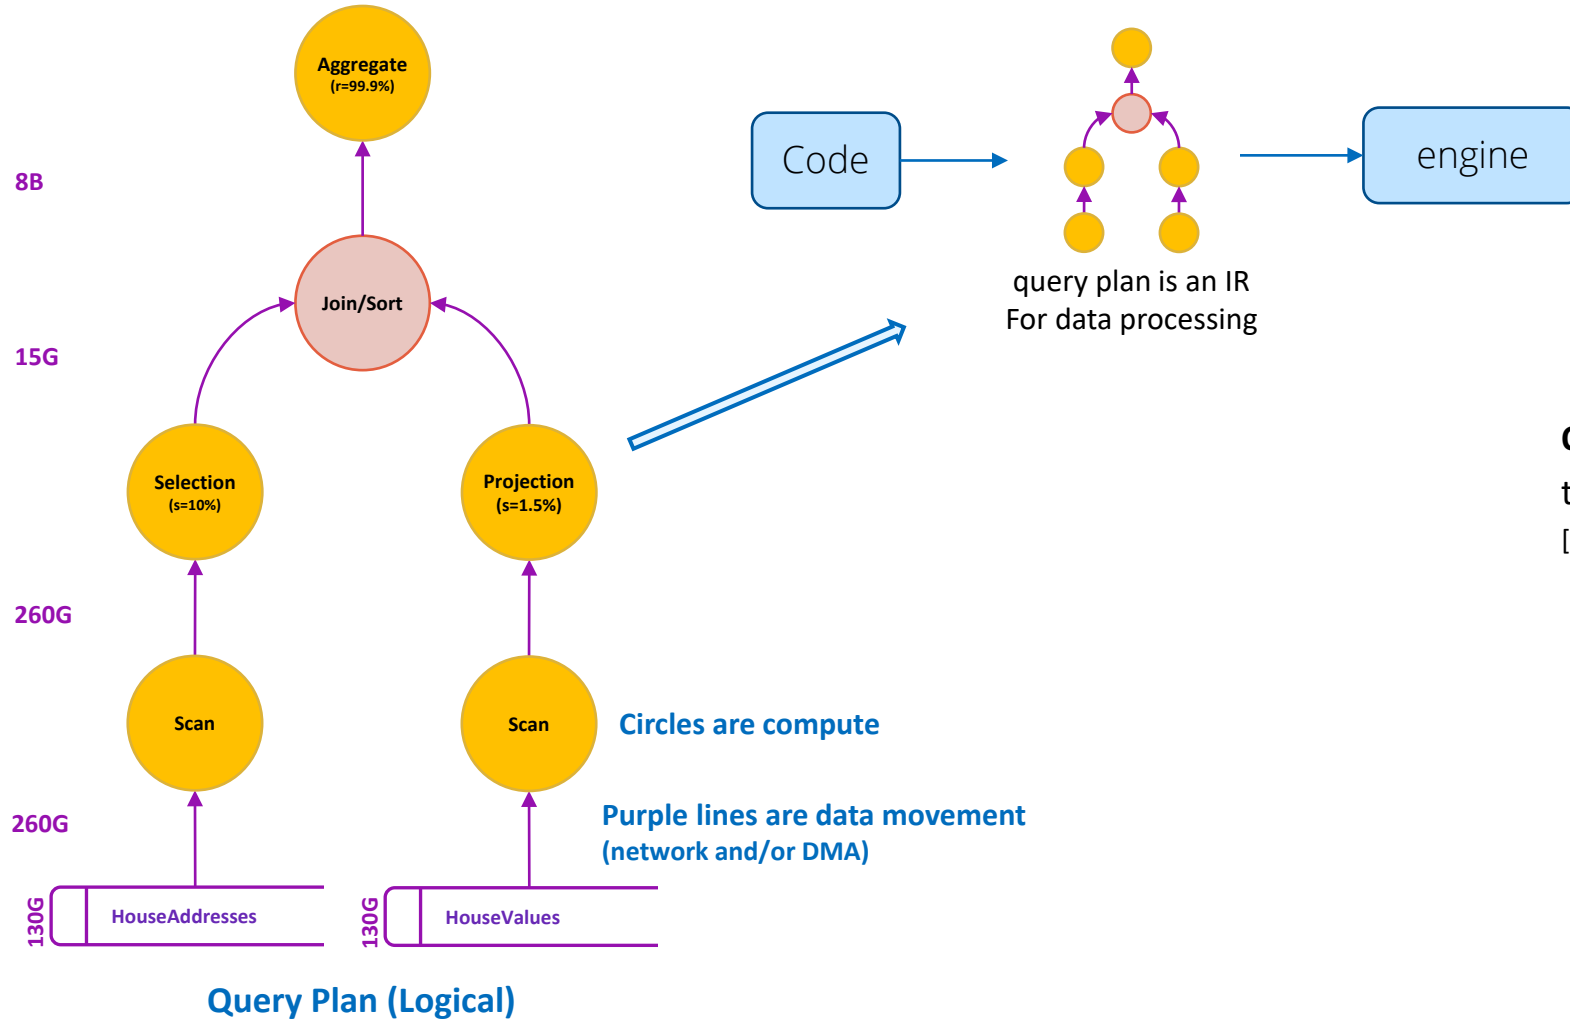 Aggregate
(r=99.9%)
8B
Join/Sort
15G
Selection
(s=10%)
Projection
(s=1.5%)
260G
Scan
Scan
260G
130G
HouseAddresses
130G
HouseValues
Query Plan (Logical)
Circles are compute
Purple lines are data movement
(network and/or DMA)
Code
query plan is an IR
For data processing
engine
t
[